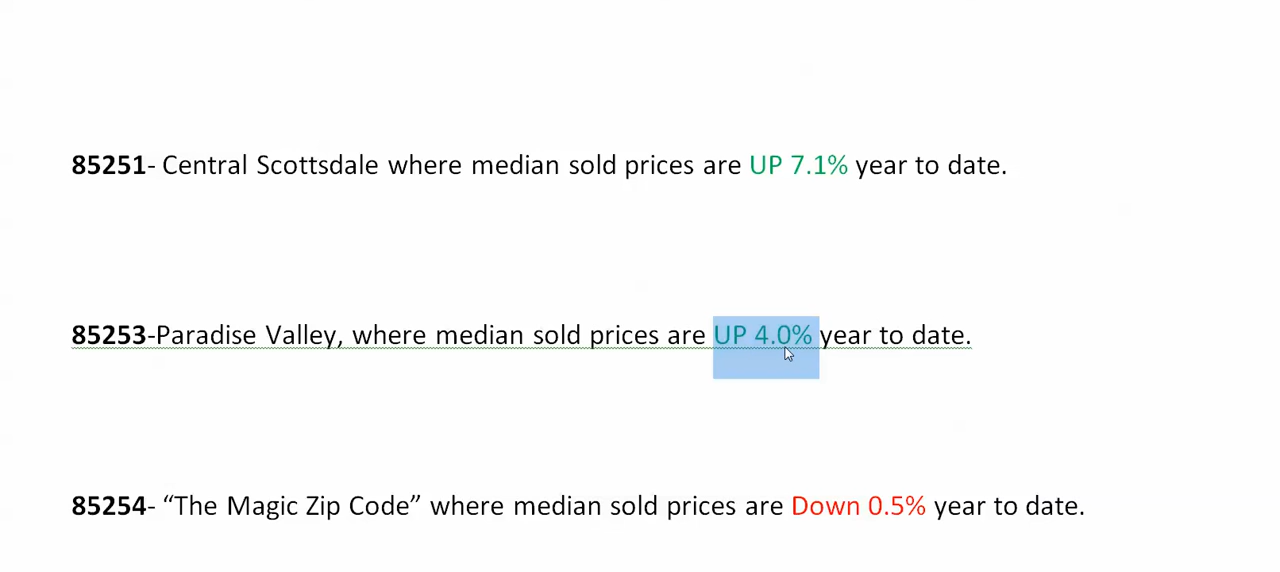 85251- Central Scottsdale where median sold prices are UP 7.1% year to date.
85253-Paradise Valley, where median sold prices are UP 4.0% year to date.
85254- “The Magic Zip Code” where median sold prices are Down 0.5% year to date.